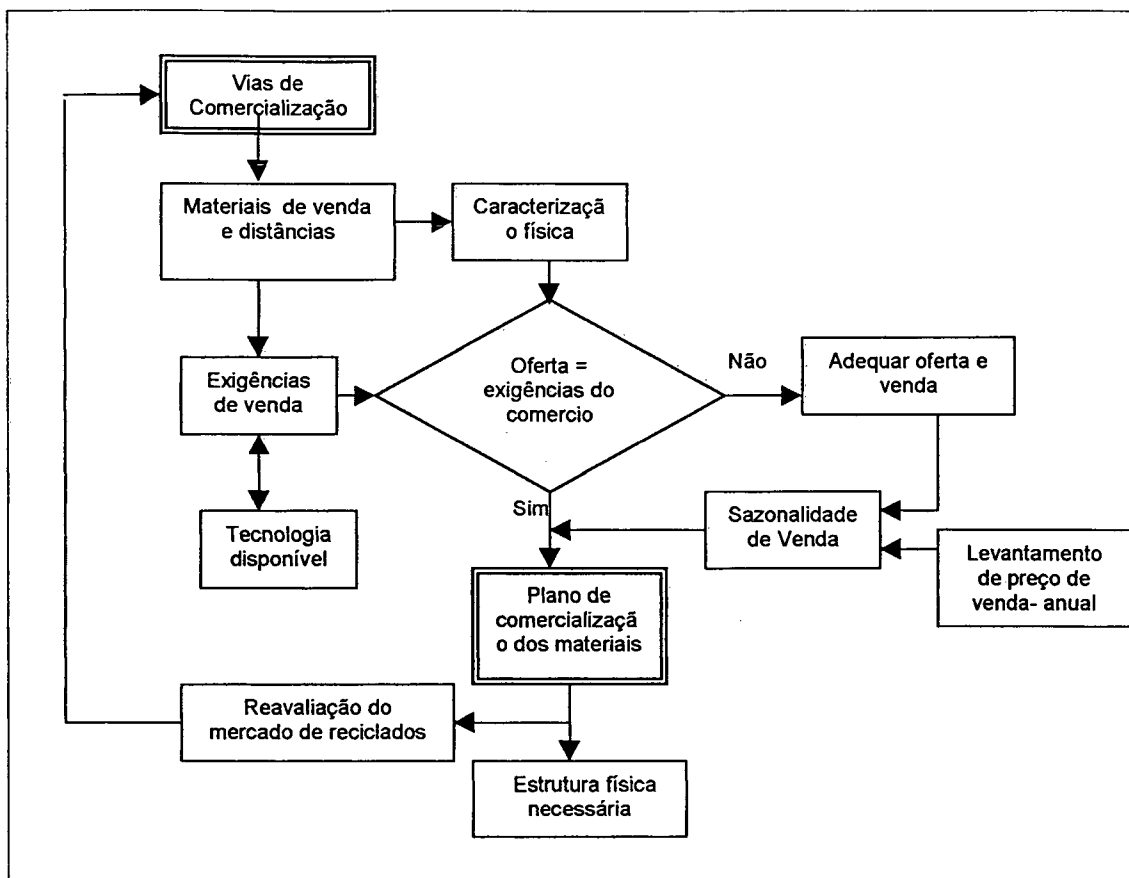 Vias de
Comercialização
Materiais de venda
e distâncias
Caracterizaçã
o física
Exigências
de venda
Oferta =
exigências do
comercio
Não
Adequar oferta e
venda
Sim
Tecnologia
disponível
Sazonalidade
de Venda
Levantamento
de preço de
venda- anual
Plano de
comercializaçã
o dos materiais
Reavaliação do
mercado de reciclados
Estrutura física
necessária